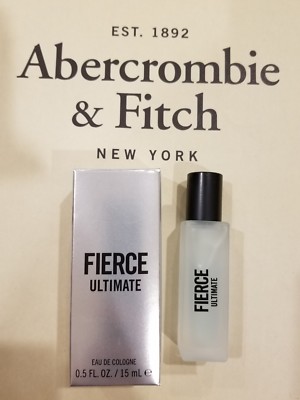 EST. 1892
Abercrombie
& Fitch
NEW YORK
FIERCE
ULTIMATE
EAU DE COLOGNE
0.5 FL. OZ. / 15 mL ℮
FIERCE
ULTIMATE